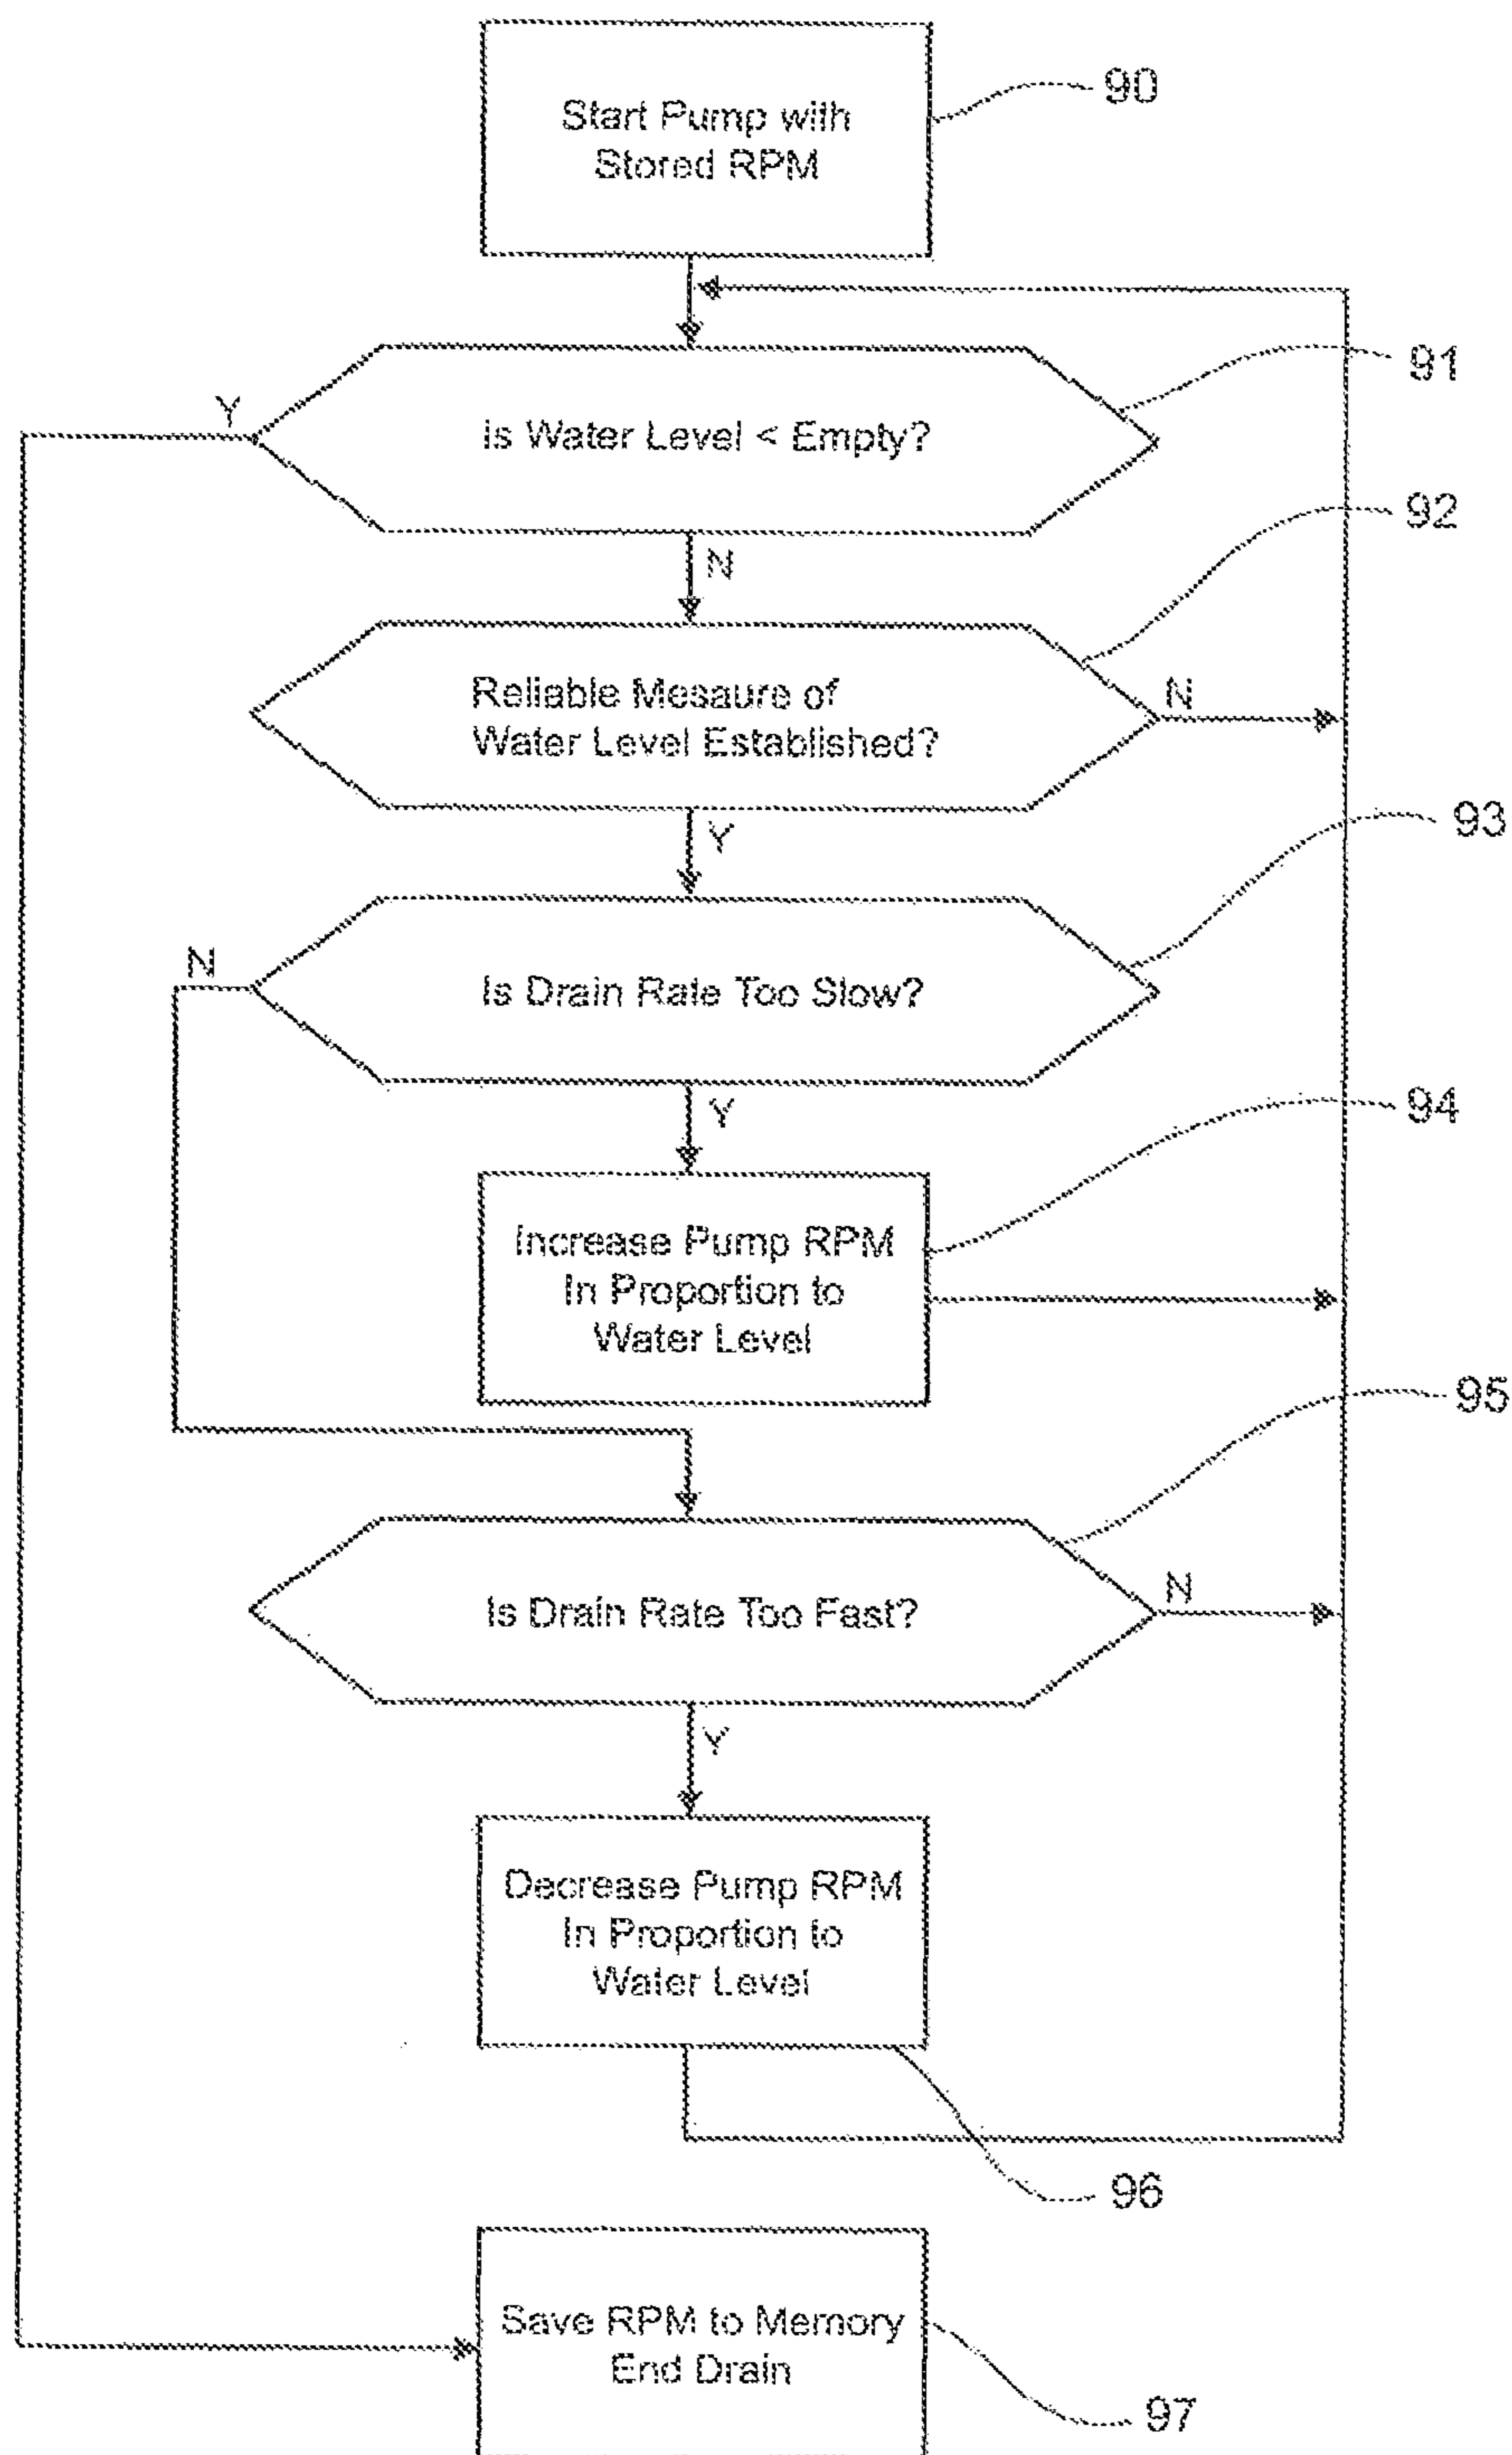 Start Pump with
Stored RPM
90
Is Water Level < Empty?
91
Y
N
92
Reliable Mesaure of
Water Level Established?
N
Y
93
Is Drain Rate Too Slow?
N
Y
94
Increase Pump RPM
In Proportion to
Water Level
95
Is Drain Rate Too Fast?
N
Y
Decrease Pump RPM
In Proportion to
Water Level
96
Save RPM to Memory
End Drain
97